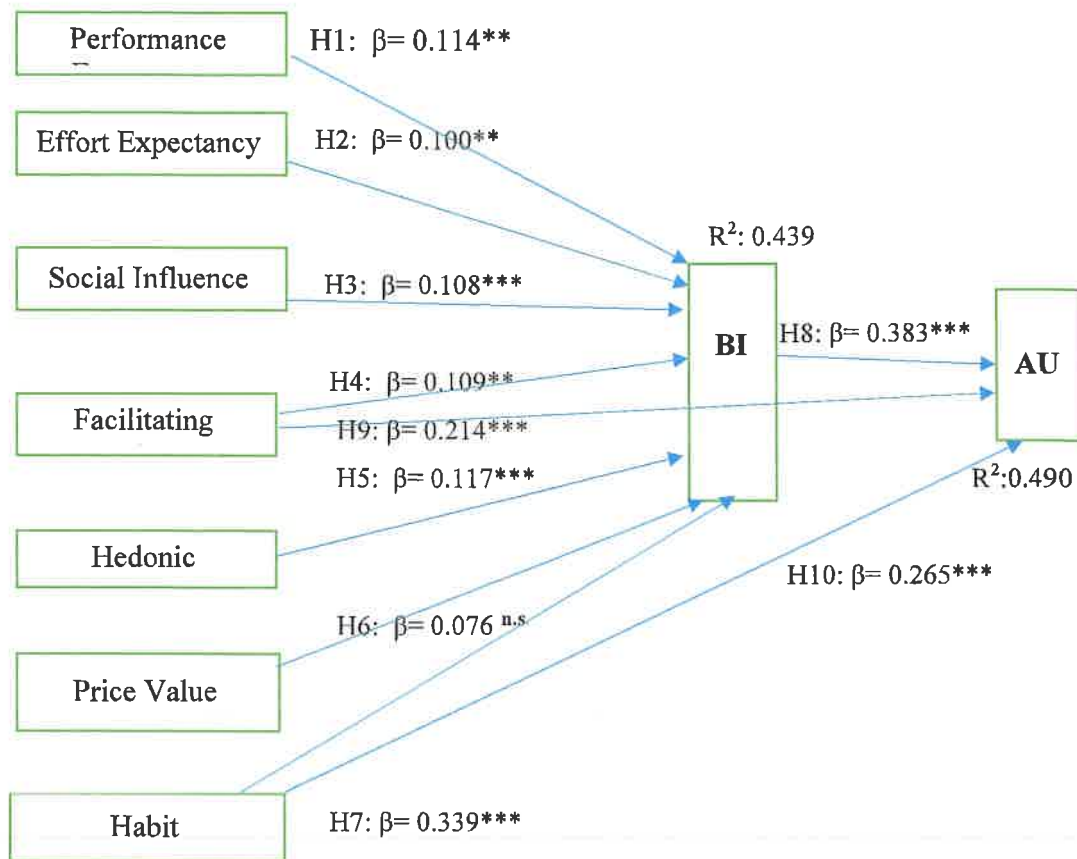 Performance
H1: β= 0.114**
Effort Expectancy
H2: β= 0.100**
R²: 0.439
Social Influence
H3: β= 0.108***
BI
H8: β= 0.383***
AU
H4: β= 0.109**
Facilitating
H9: β= 0.214***
H5: β= 0.117***
R²:0.490
Hedonic
H10: β= 0.265***
H6: β= 0.076 n.s
Price Value
Habit
H7: β= 0.339***